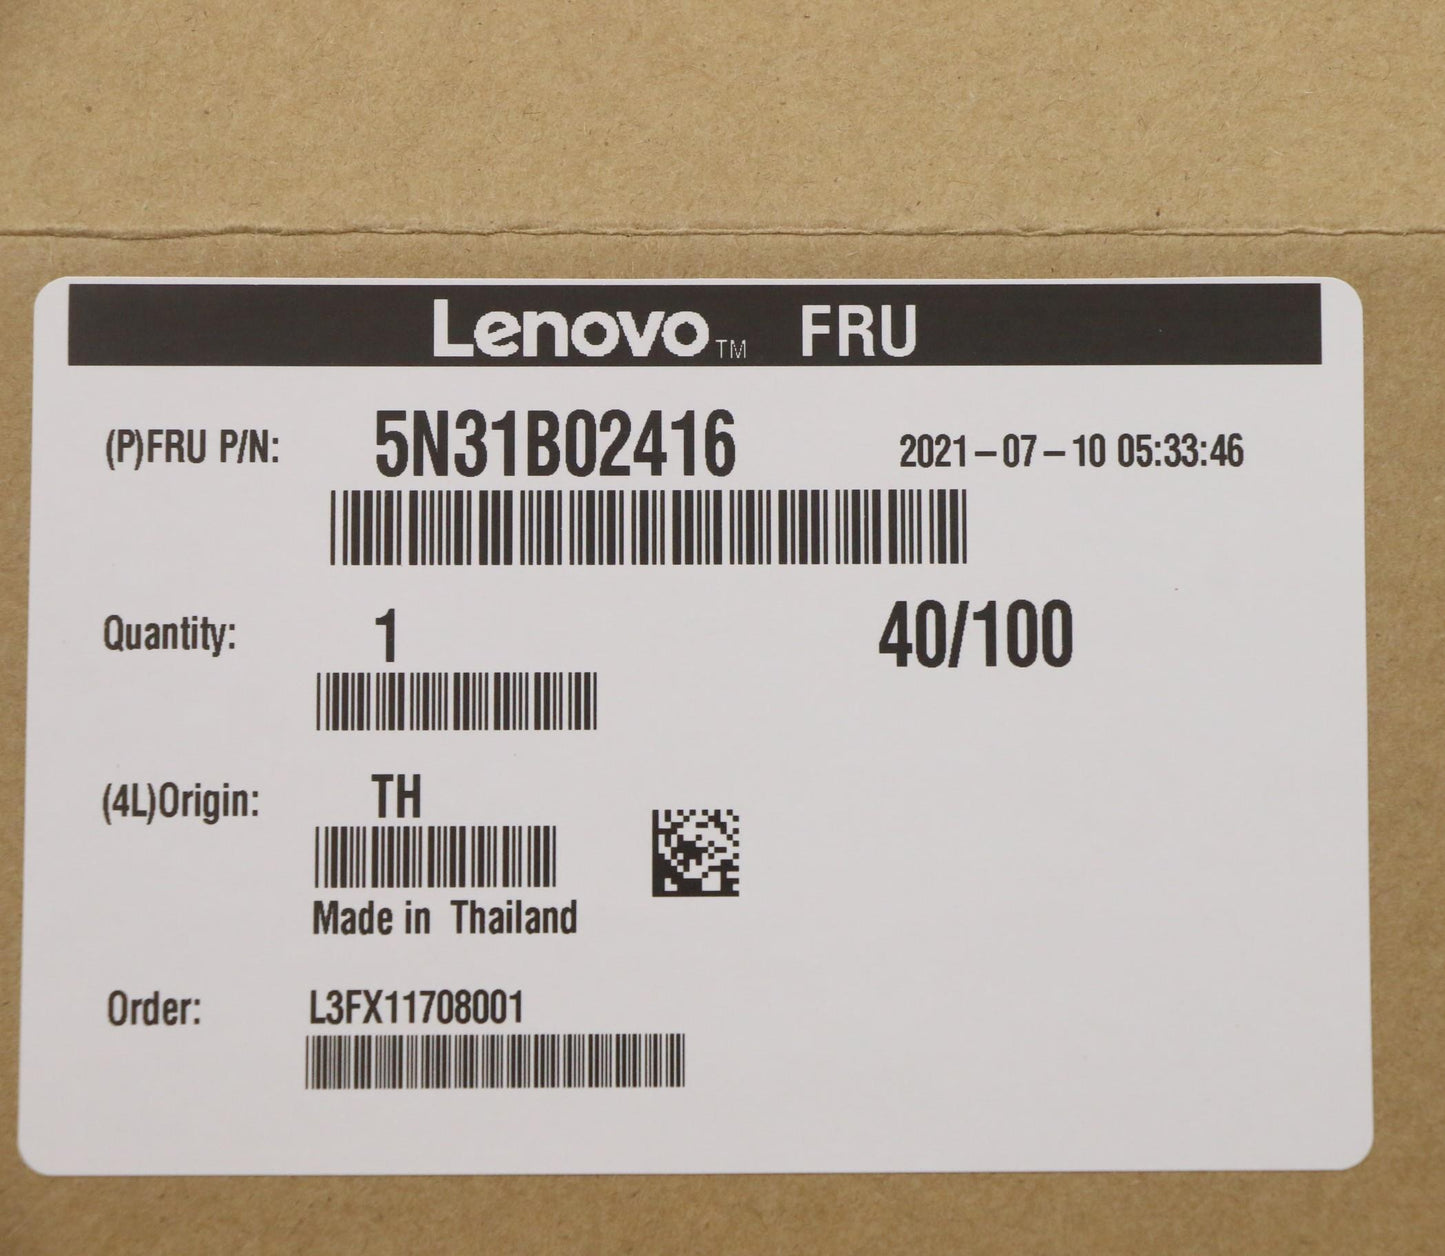 Lenovo™ FRU
(P)FRU P/N: 5N31B02416 2021-07-10 05:33:46
Quantity: 1 40/100
(4L)Origin: TH
Made in Thailand
Order: L3FX11708001